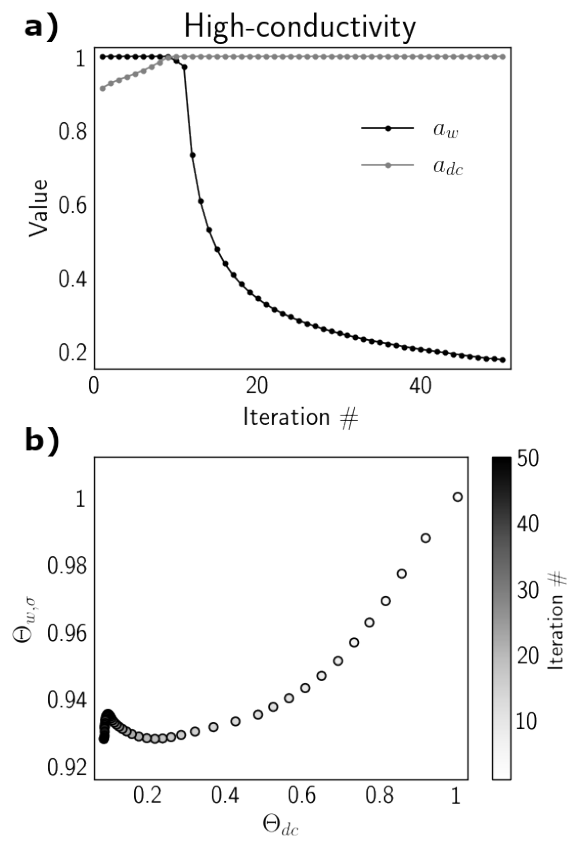 a)
High-conductivity
1
0.8
0.6
0.4
0.2
Value
a_w
a_dc
0 20 40
Iteration #
b)
1
0.98
0.96
0.94
0.92
Θ_w,σ
0.2 0.4 0.6 0.8 1
Θ_dc
50
40
30
20
10
Iteration #